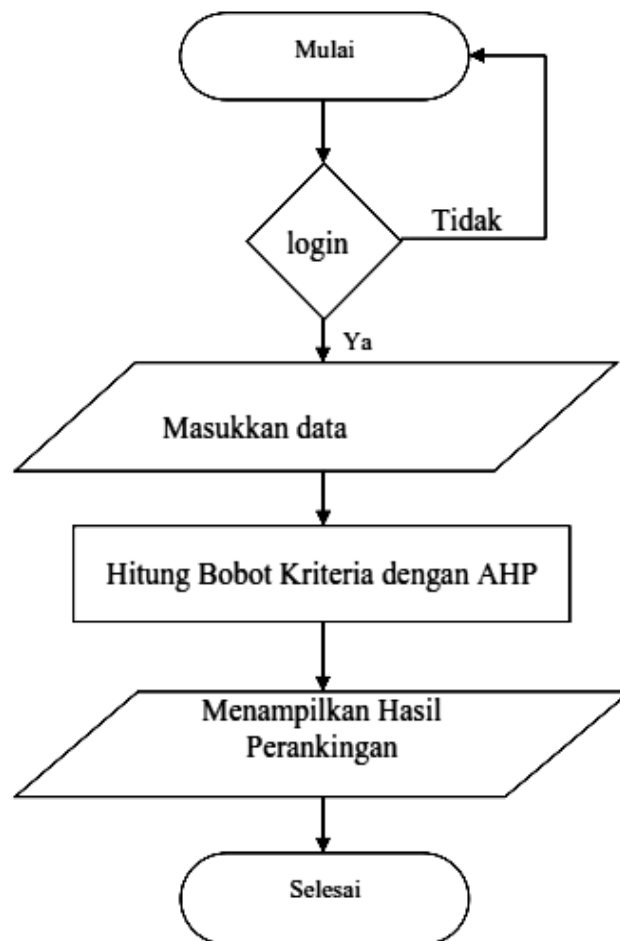 Mulai
login
Tidak
Ya
Masukkan data
Hitung Bobot Kriteria dengan AHP
Menampilkan Hasil
Perankingan
Selesai